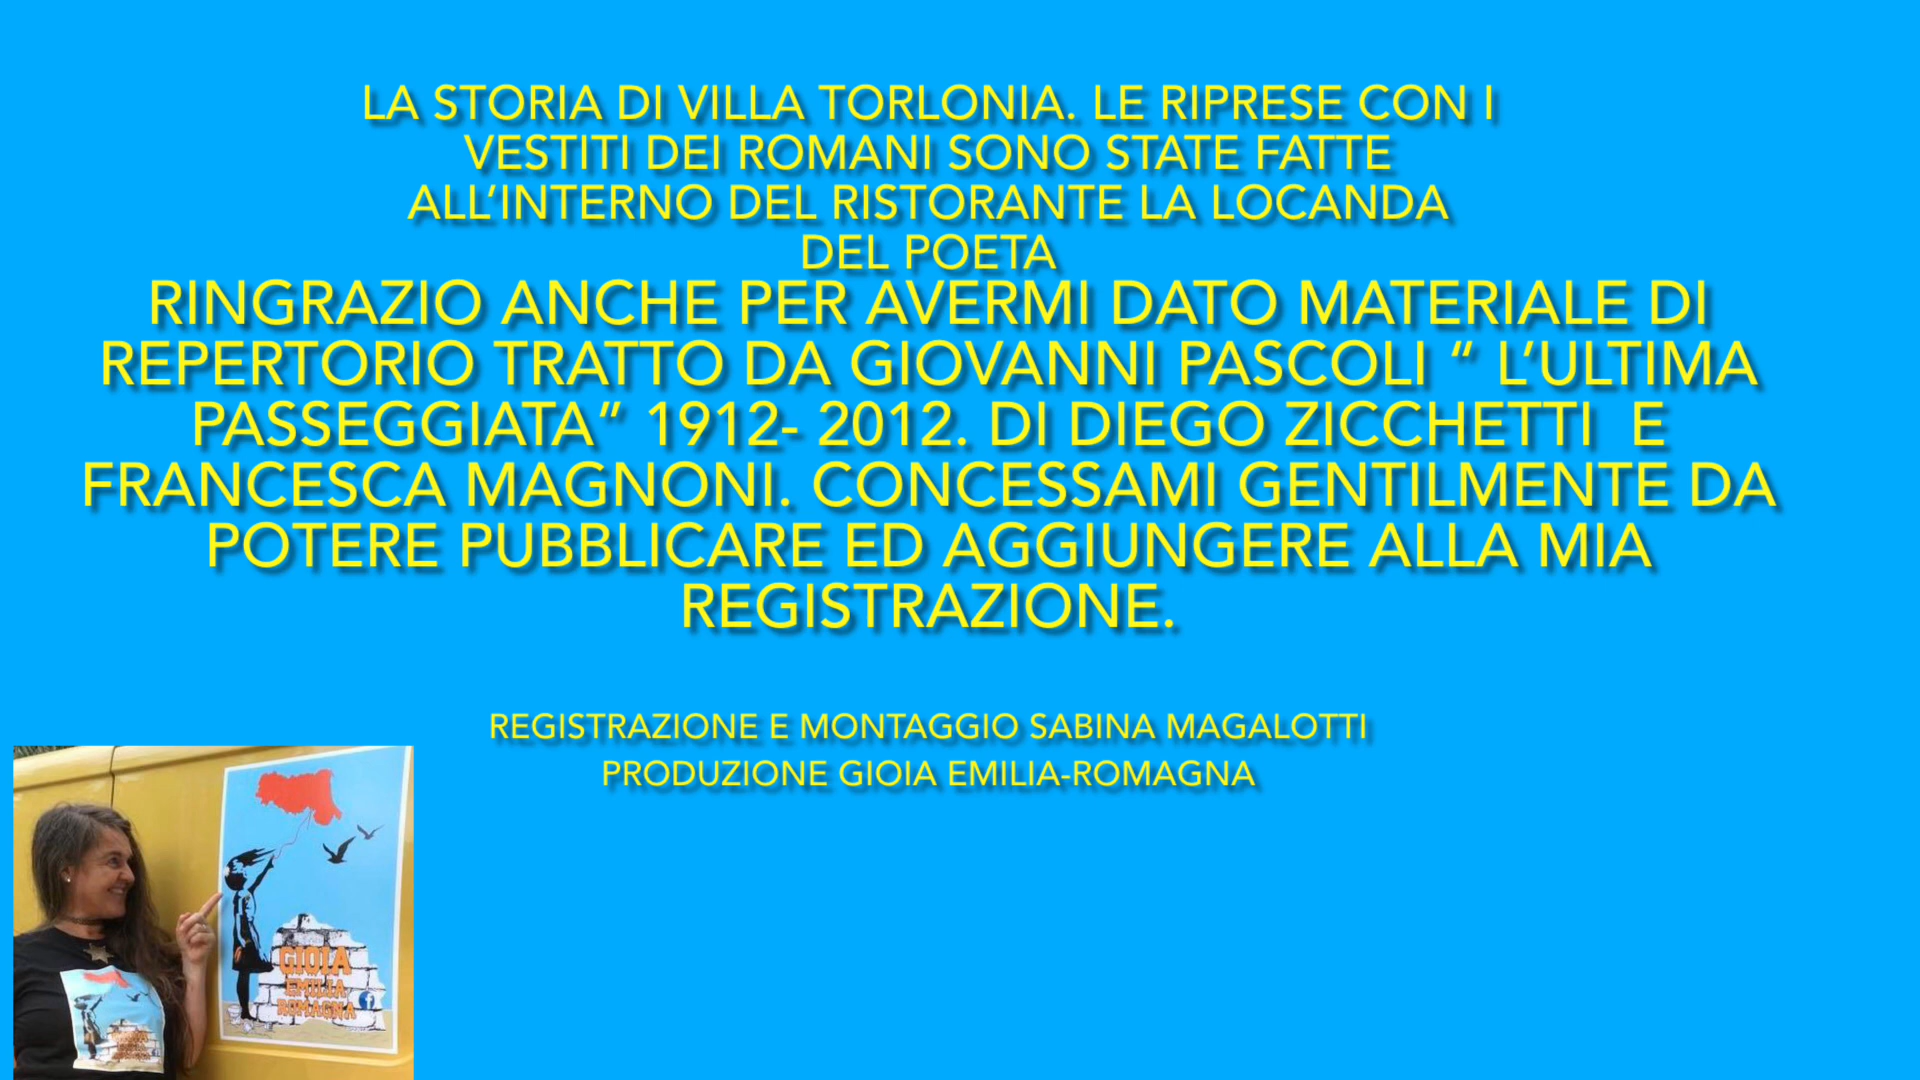 LA STORIA DI VILLA TORLONIA. LE RIPRESE CON I
VESTITI DEI ROMANI SONO STATE FATTE
ALL'INTERNO DEL RISTORANTE LA LOCANDA
DEL POETA
RINGRAZIO ANCHE PER AVERMI DATO MATERIALE DI
REPERTORIO TRATTO DA GIOVANNI PASCOLI “ L'ULTIMA
PASSEGGIATA” 1912- 2012. DI DIEGO ZICCHETTI E
FRANCESCA MAGNONI. CONCESSAMI GENTILMENTE DA
POTERE PUBBLICARE ED AGGIUNGERE ALLA MIA
REGISTRAZIONE.
REGISTRAZIONE E MONTAGGIO SABINA MAGALOTTI
PRODUZIONE GIOIA EMILIA-ROMAGNA
GIOIA
EMILIA
ROMAGNA